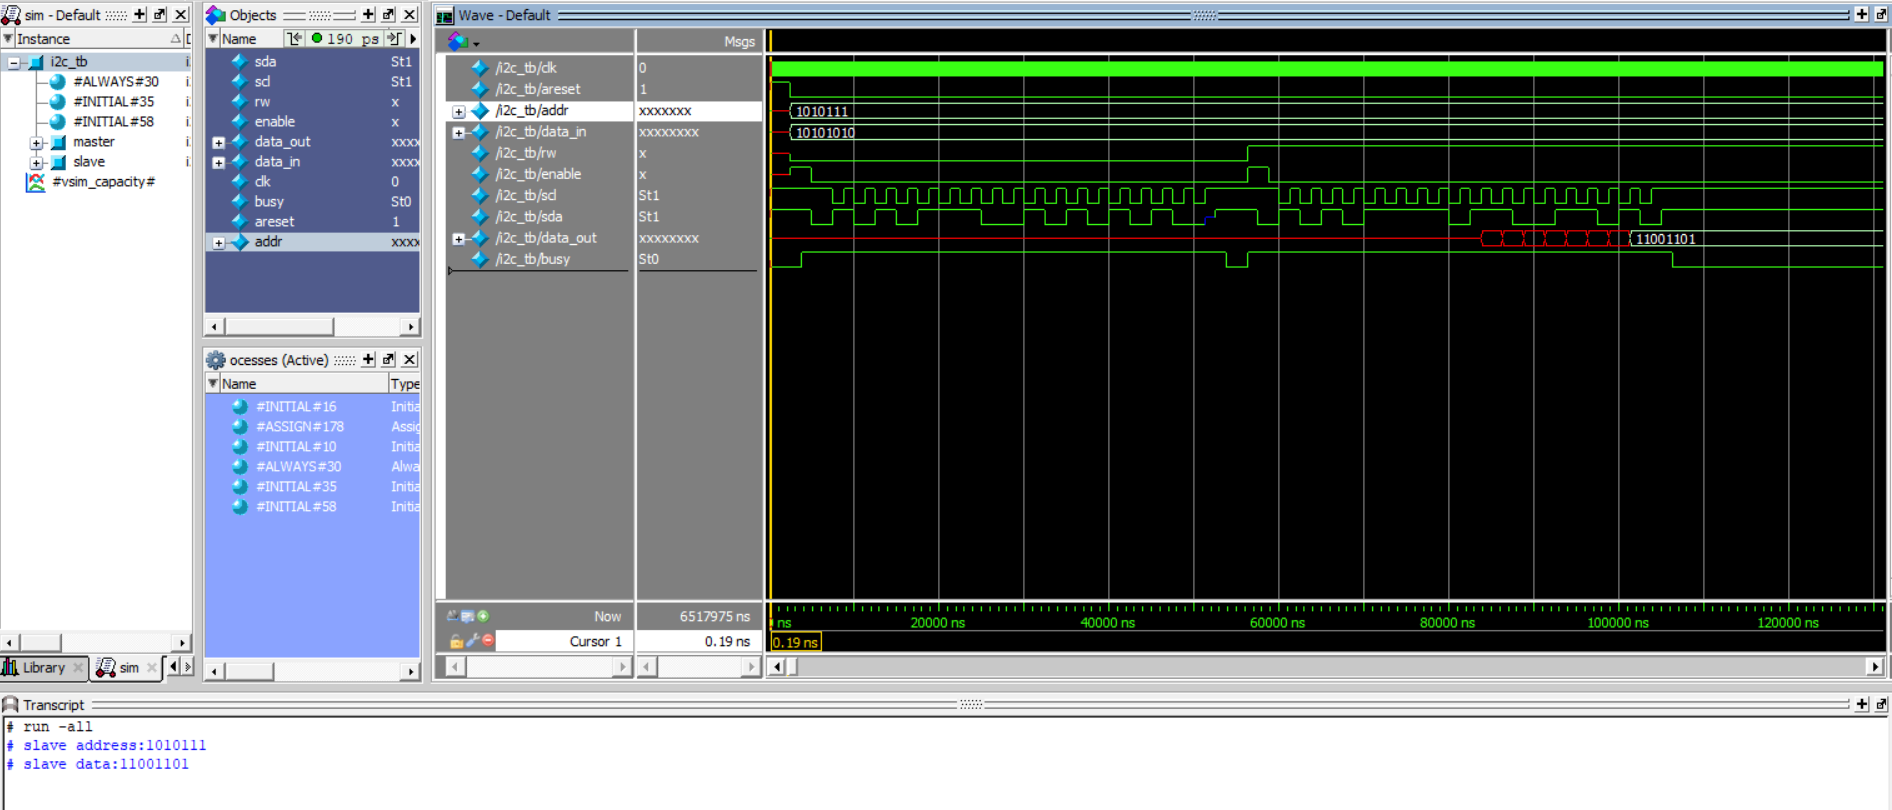 sim - Default
Instance
i2c_tb
#ALWAYS#30
#INITIAL#35
#INITIAL#58
master
slave
#vsim_capacity#
Library
sim
Objects
Name
190 ps
sda St1
scl St1
rw x
enable x
data_out xxxx
data_in xxxx
clk 0
busy St0
areset 1
addr xxxx
ocesses (Active)
Name Type
#INITIAL#16 Initia
#ASSIGN#178 Assig
#INITIAL#10 Initia
#ALWAYS#30 Alwa
#INITIAL#35 Initia
#INITIAL#58 Initia
Wave - Default
Msgs
/i2c_tb/clk 0
/i2c_tb/areset 1
/i2c_tb/addr xxxxxxx 1010111
/i2c_tb/data_in xxxxxxxx 10101010
/i2c_tb/rw x
/i2c_tb/enable x
/i2c_tb/scl St1
/i2c_tb/sda St1
/i2c_tb/data_out xxxxxxxx 11001101
/i2c_tb/busy St0
Now 6517975 ns
ns 20000 ns 40000 ns 60000 ns 80000 ns 100000 ns 120000 ns
Cursor 1 0.19 ns 0.19 ns
Transcript
# run -all
# slave address:1010111
# slave data:11001101